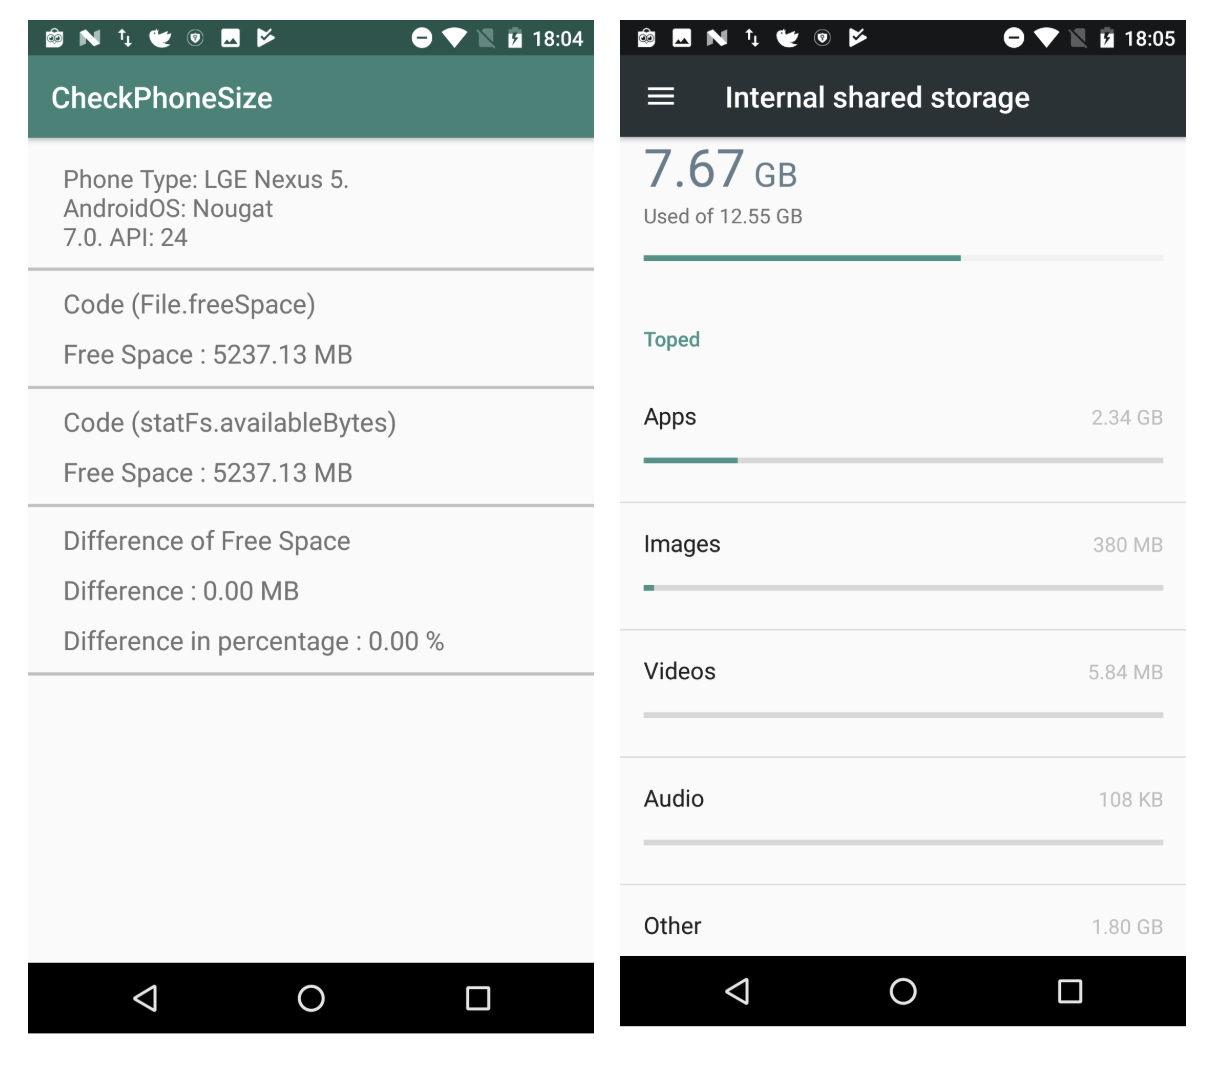 18:04
CheckPhoneSize
Phone Type: LGE Nexus 5.
AndroidOS: Nougat
7.0. API: 24
Code (File.freeSpace)
Free Space : 5237.13 MB
Code (statFs.availableBytes)
Free Space : 5237.13 MB
Difference of Free Space
Difference : 0.00 MB
Difference in percentage : 0.00 %
18:05
Internal shared storage
7.67 GB
Used of 12.55 GB
Toped
Apps 2.34 GB
Images 380 MB
Videos 5.84 MB
Audio 108 KB
Other 1.80 GB